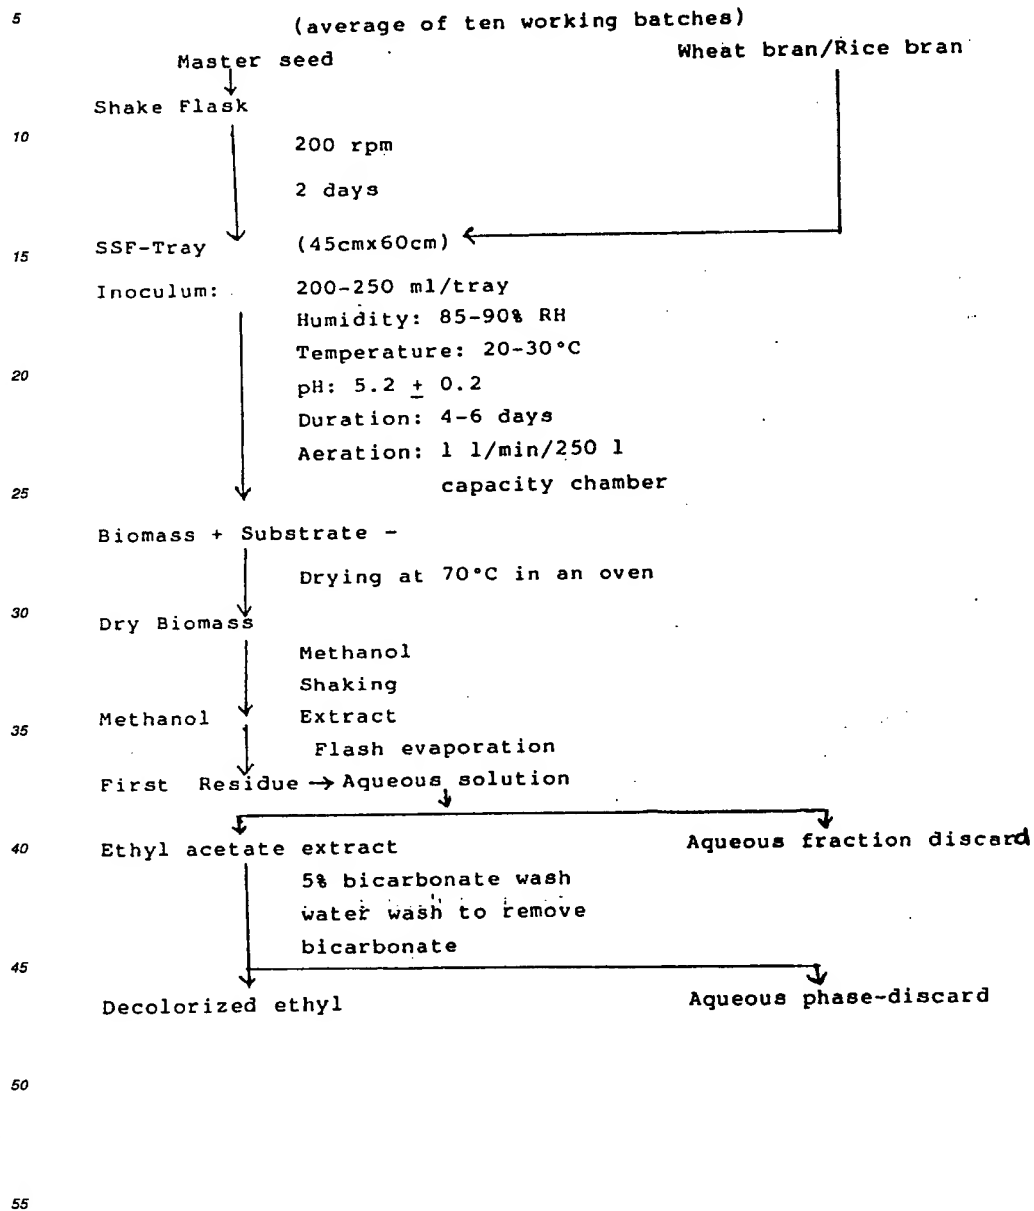 5
(average of ten working batches)
Master seed Wheat bran/Rice bran
Shake Flask
10
200 rpm
2 days
SSF-Tray (45cmx60cm)
15
Inoculum: 200-250 ml/tray
Humidity: 85-90% RH
Temperature: 20-30°C
20
pH: 5.2 ± 0.2
Duration: 4-6 days
Aeration: 1 l/min/250 l
capacity chamber
25
Biomass + Substrate -
Drying at 70°C in an oven
30
Dry Biomass
Methanol
Shaking
Methanol Extract
35
Flash evaporation
First Residue → Aqueous solution
40
Ethyl acetate extract Aqueous fraction discard
5% bicarbonate wash
water wash to remove
bicarbonate
45
Decolorized ethyl Aqueous phase-discard
50
55